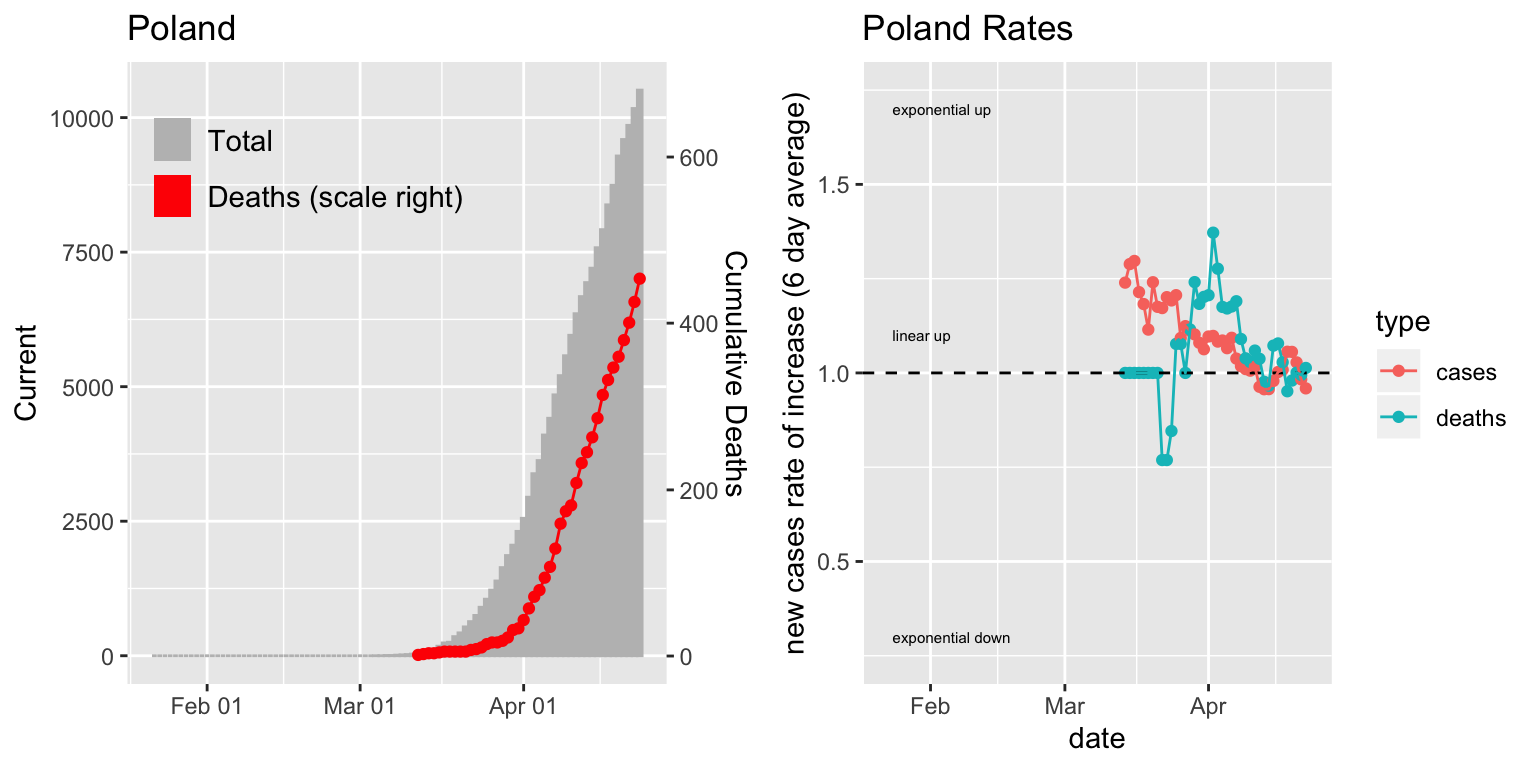 Poland
10000
7500
5000
2500
0
Current
Total
Deaths (scale right)
600
400
200
0
Cumulative Deaths
Feb 01
Mar 01
Apr 01
Poland Rates
new cases rate of increase (6 day average)
1.5
1.0
0.5
exponential up
linear up
exponential down
Feb
Mar
Apr
date
type
cases
deaths